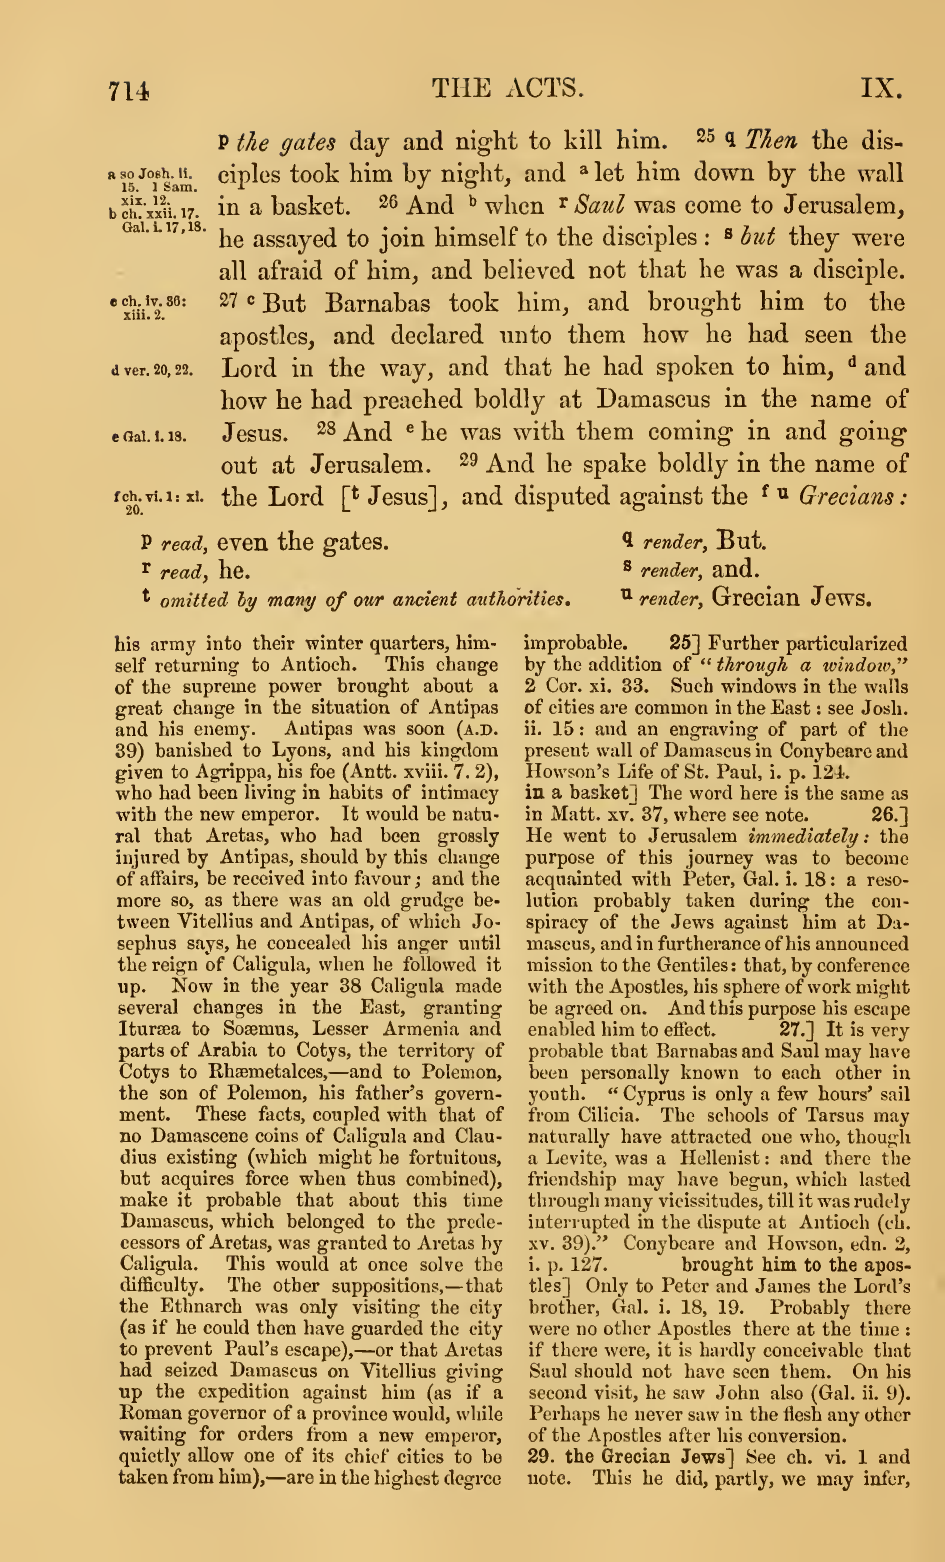 714 THE ACTS. IX.
p the gates day and night to kill him. 25 q Then the dis-
ciples took him by night, and a let him down by the wall
in a basket. 26 And b when r Saul was come to Jerusalem,
he assayed to join himself to the disciples : s but they were
all afraid of him, and believed not that he was a disciple.
27 c But Barnabas took him, and brought him to the
apostles, and declared unto them how he had seen the
Lord in the way, and that he had spoken to him, d and
how he had preached boldly at Damascus in the name of
Jesus. 28 And e he was with them coming in and going
out at Jerusalem. 29 And he spake boldly in the name of
the Lord [t Jesus], and disputed against the f u Grecians :
a so Josh. ii.
15. 1 Sam.
xix. 12.
b ch. xxii. 17.
Gal. i. 17, 18.
c ch. iv. 36:
xiii. 2.
d ver. 20, 22.
e Gal. i. 18.
f ch. vi. 1: xi.
20.
p read, even the gates.
q render, But.
r read, he.
s render, and.
t omitted by many of our ancient authorities.
u render, Grecian Jews.
his army into their winter quarters, him-
self returning to Antioch. This change
of the supreme power brought about a
great change in the situation of Antipas
and his enemy. Antipas was soon (A.D.
39) banished to Lyons, and his kingdom
given to Agrippa, his foe (Antt. xviii. 7. 2),
who had been living in habits of intimacy
with the new emperor. It would be natu-
ral that Aretas, who had been grossly
injured by Antipas, should by this change
of affairs, be received into favour; and the
more so, as there was an old grudge be-
tween Vitellius and Antipas, of which Jo-
sephus says, he concealed his anger until
the reign of Caligula, when he followed it
up. Now in the year 38 Caligula made
several changes in the East, granting
Ituræa to Soæmus, Lesser Armenia and
parts of Arabia to Cotys, the territory of
Cotys to Rhæmetalces,—and to Polemon,
the son of Polemon, his father's govern-
ment. These facts, coupled with that of
no Damascene coins of Caligula and Clau-
dius existing (which might be fortuitous,
but acquires force when thus combined),
make it probable that about this time
Damascus, which belonged to the prede-
cessors of Aretas, was granted to Aretas by
Caligula. This would at once solve the
difficulty. The other suppositions,—that
the Ethnarch was only visiting the city
(as if he could then have guarded the city
to prevent Paul's escape),—or that Aretas
had seized Damascus on Vitellius giving
up the expedition against him (as if a
Roman governor of a province would, while
waiting for orders from a new emperor,
quietly allow one of its chief cities to be
taken from him),—are in the highest degree
improbable. 25] Further particularized
by the addition of "through a window,"
2 Cor. xi. 33. Such windows in the walls
of cities are common in the East : see Josh.
ii. 15 : and an engraving of part of the
present wall of Damascus in Conybeare and
Howson's Life of St. Paul, i. p. 124.
in a basket] The word here is the same as
in Matt. xv. 37, where see note. 26.]
He went to Jerusalem immediately : the
purpose of this journey was to become
acquainted with Peter, Gal. i. 18 : a reso-
lution probably taken during the con-
spiracy of the Jews against him at Da-
mascus, and in furtherance of his announced
mission to the Gentiles : that, by conference
with the Apostles, his sphere of work might
be agreed on. And this purpose his escape
enabled him to effect. 27.] It is very
probable that Barnabas and Saul may have
been personally known to each other in
youth. "Cyprus is only a few hours' sail
from Cilicia. The schools of Tarsus may
naturally have attracted one who, though
a Levite, was a Hellenist : and there the
friendship may have begun, which lasted
through many vicissitudes, till it was rudely
interrupted in the dispute at Antioch (ch.
xv. 39)." Conybeare and Howson, edn. 2,
i. p. 127. brought him to the apos-
tles] Only to Peter and James the Lord's
brother, Gal. i. 18, 19. Probably there
were no other Apostles there at the time :
if there were, it is hardly conceivable that
Saul should not have seen them. On his
second visit, he saw John also (Gal. ii. 9).
Perhaps he never saw in the flesh any other
of the Apostles after his conversion.
29. the Grecian Jews] See ch. vi. 1 and
note. This he did, partly, we may infer,